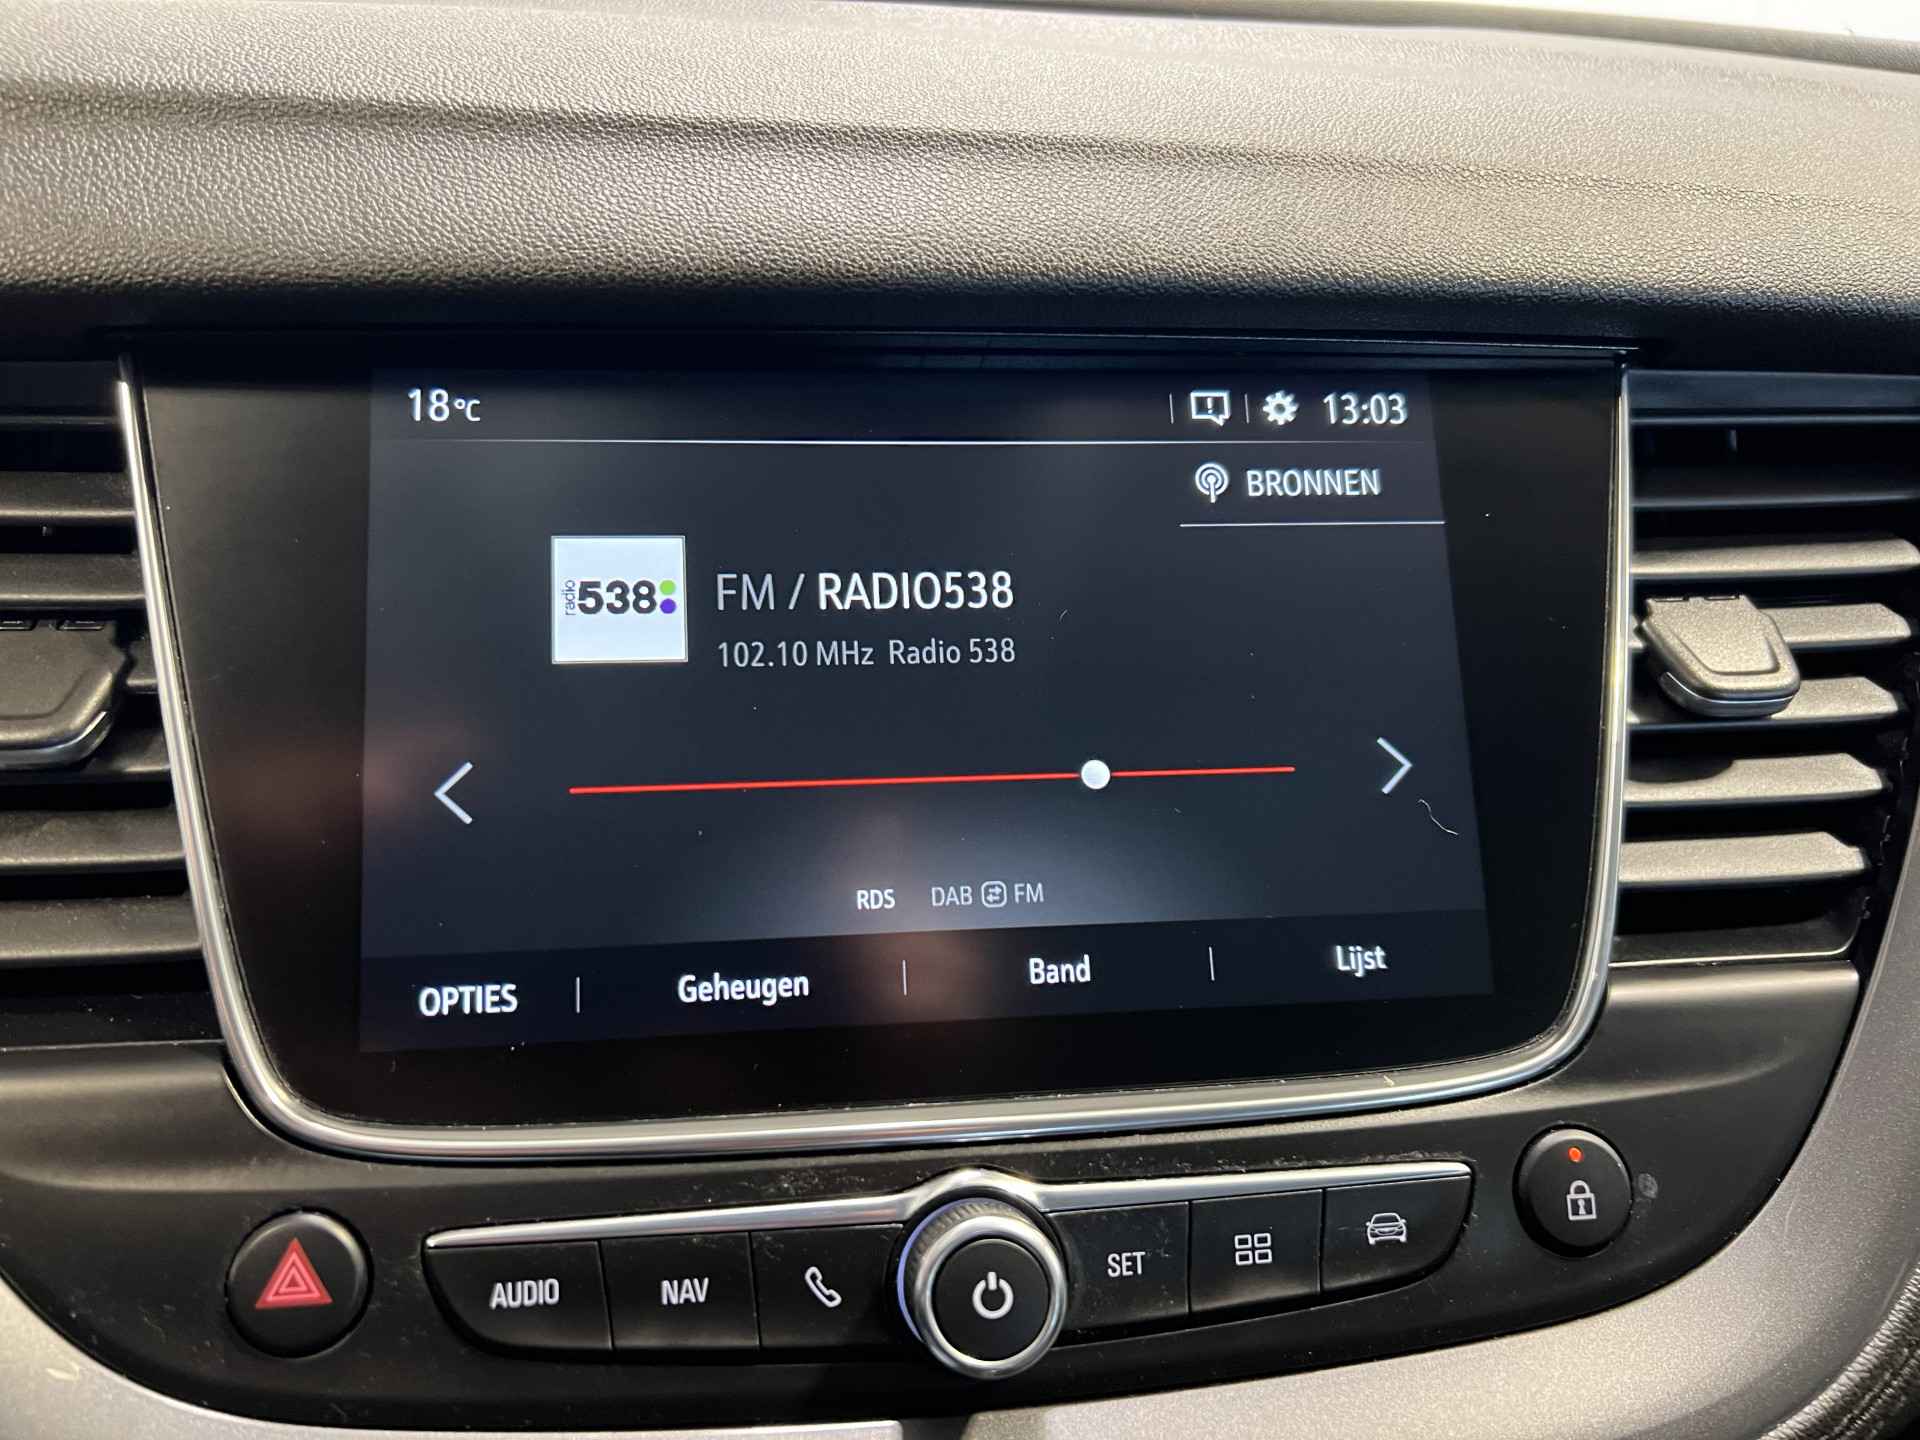 18°C
13:03
BRONNEN
radio 538
FM / RADIO538
102.10 MHz Radio 538
RDS DAB FM
OPTIES Geheugen Band Lijst
AUDIO NAV SET